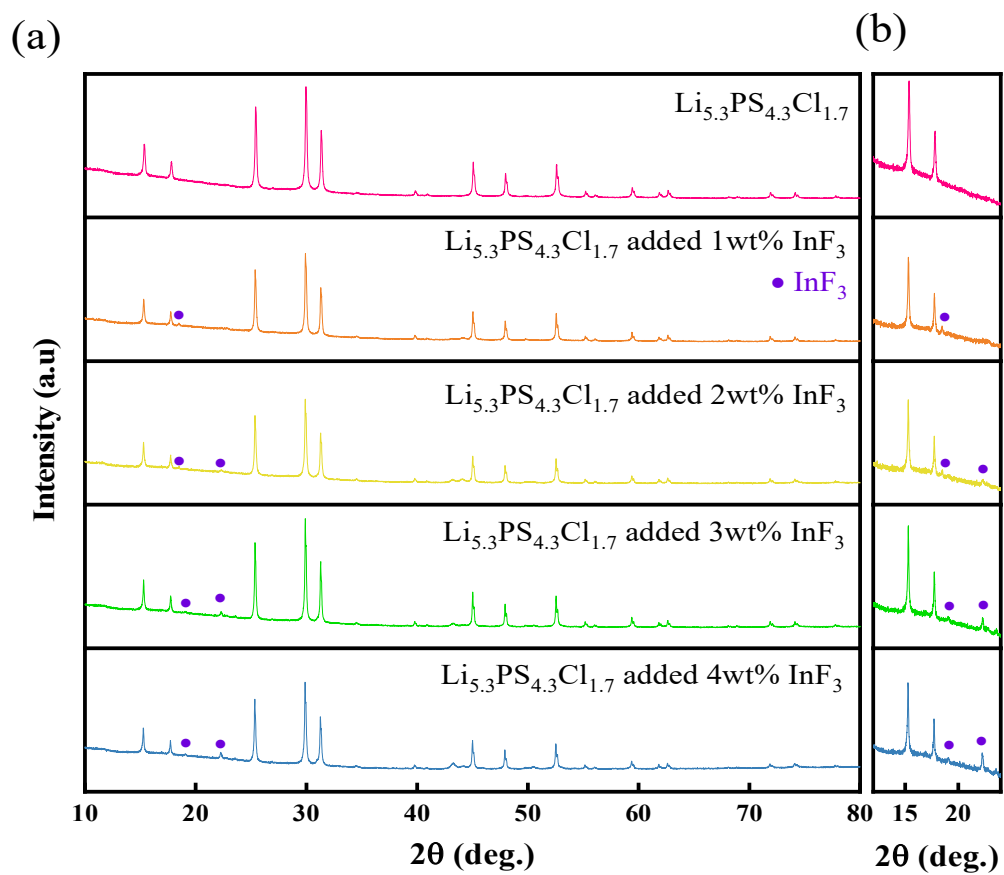 (a)
(b)
Li5.3PS4.3Cl1.7
Li5.3PS4.3Cl1.7 added 1wt% InF3
InF3
Li5.3PS4.3Cl1.7 added 2wt% InF3
Li5.3PS4.3Cl1.7 added 3wt% InF3
Li5.3PS4.3Cl1.7 added 4wt% InF3
Intensity (a.u)
10 20 30 40 50 60 70 80
15 20
2θ (deg.)
2θ (deg.)